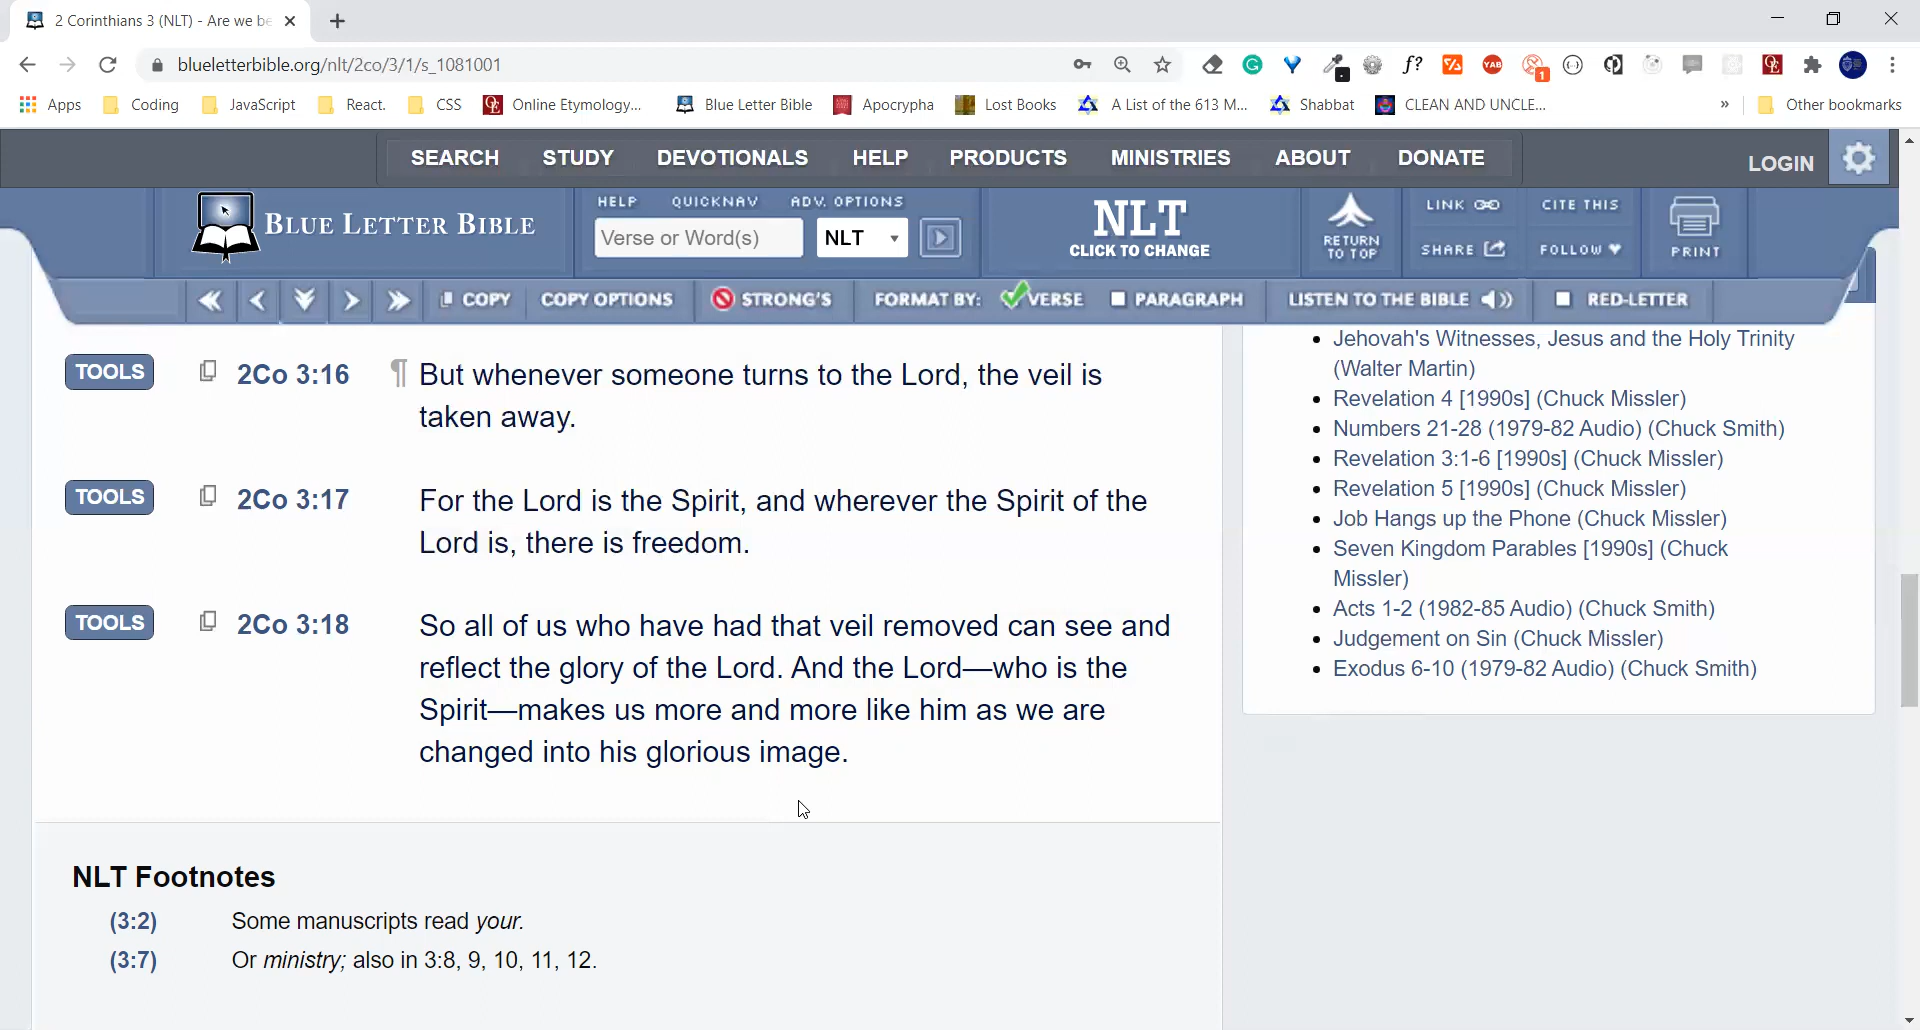 2 Corinthians 3 (NLT) - Are we be
blueletterbible.org/nlt/2co/3/1/s_1081001
f?
YAB
1
Apps Coding JavaScript React. CSS Online Etymology... Blue Letter Bible Apocrypha Lost Books A List of the 613 M... Shabbat CLEAN AND UNCLE... » Other bookmarks
SEARCH STUDY DEVOTIONALS HELP PRODUCTS MINISTRIES ABOUT DONATE LOGIN
BLUE LETTER BIBLE
HELP QUICKNAV ADV. OPTIONS
Verse or Word(s) NLT
NLT
CLICK TO CHANGE
RETURN
TO TOP
LINK CITE THIS
SHARE FOLLOW
PRINT
COPY COPY OPTIONS STRONG'S FORMAT BY: VERSE PARAGRAPH LISTEN TO THE BIBLE RED-LETTER
TOOLS 2Co 3:16 ¶ But whenever someone turns to the Lord, the veil is
taken away.
TOOLS 2Co 3:17 For the Lord is the Spirit, and wherever the Spirit of the
Lord is, there is freedom.
TOOLS 2Co 3:18 So all of us who have had that veil removed can see and
reflect the glory of the Lord. And the Lord—who is the
Spirit—makes us more and more like him as we are
changed into his glorious image.
NLT Footnotes
(3:2) Some manuscripts read your.
(3:7) Or ministry; also in 3:8, 9, 10, 11, 12.
• Jehovah's Witnesses, Jesus and the Holy Trinity
(Walter Martin)
• Revelation 4 [1990s] (Chuck Missler)
• Numbers 21-28 (1979-82 Audio) (Chuck Smith)
• Revelation 3:1-6 [1990s] (Chuck Missler)
• Revelation 5 [1990s] (Chuck Missler)
• Job Hangs up the Phone (Chuck Missler)
• Seven Kingdom Parables [1990s] (Chuck
Missler)
• Acts 1-2 (1982-85 Audio) (Chuck Smith)
• Judgement on Sin (Chuck Missler)
• Exodus 6-10 (1979-82 Audio) (Chuck Smith)